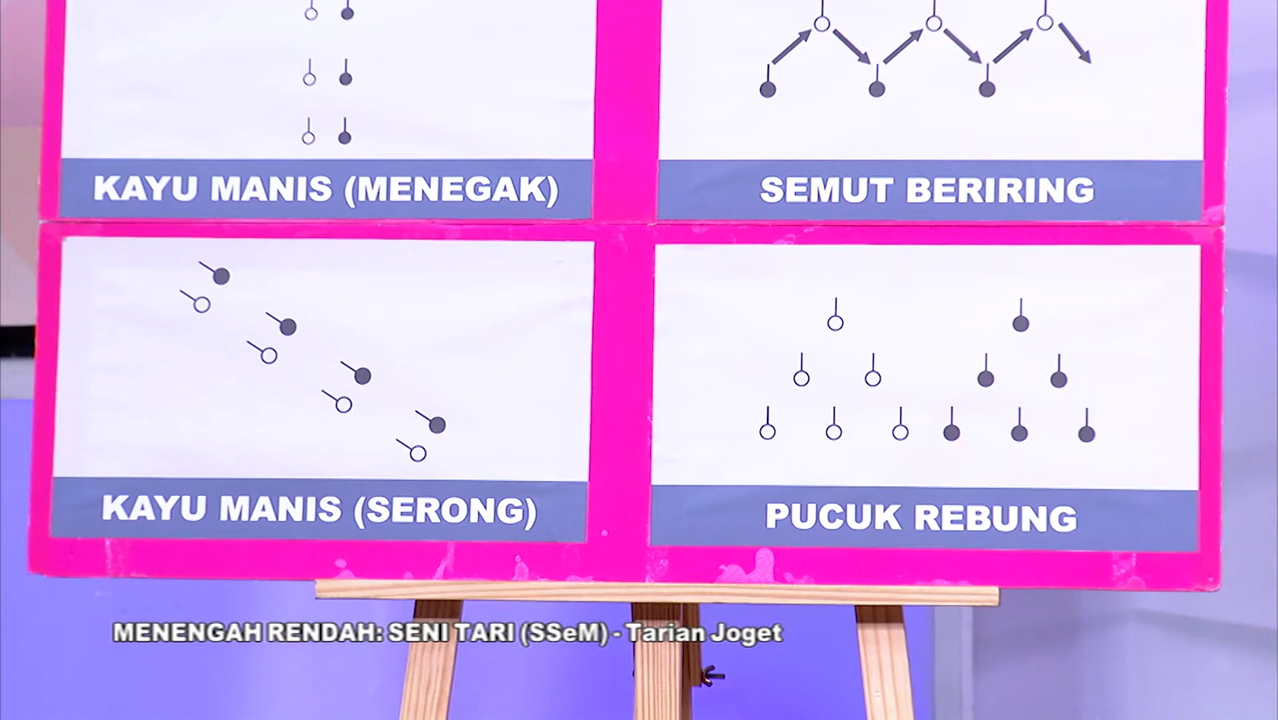 KAYU MANIS (MENEGAK)
SEMUT BERIRING
KAYU MANIS (SERONG)
PUCUK REBUNG
MENENGAH RENDAH: SENI TARI (SSeM) - Tarian Joget